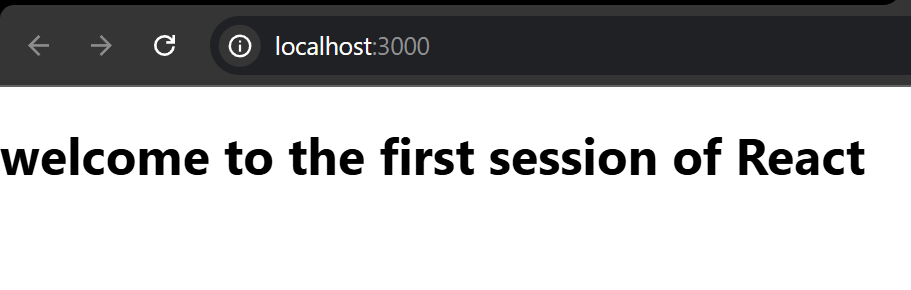 localhost:3000
welcome to the first session of React